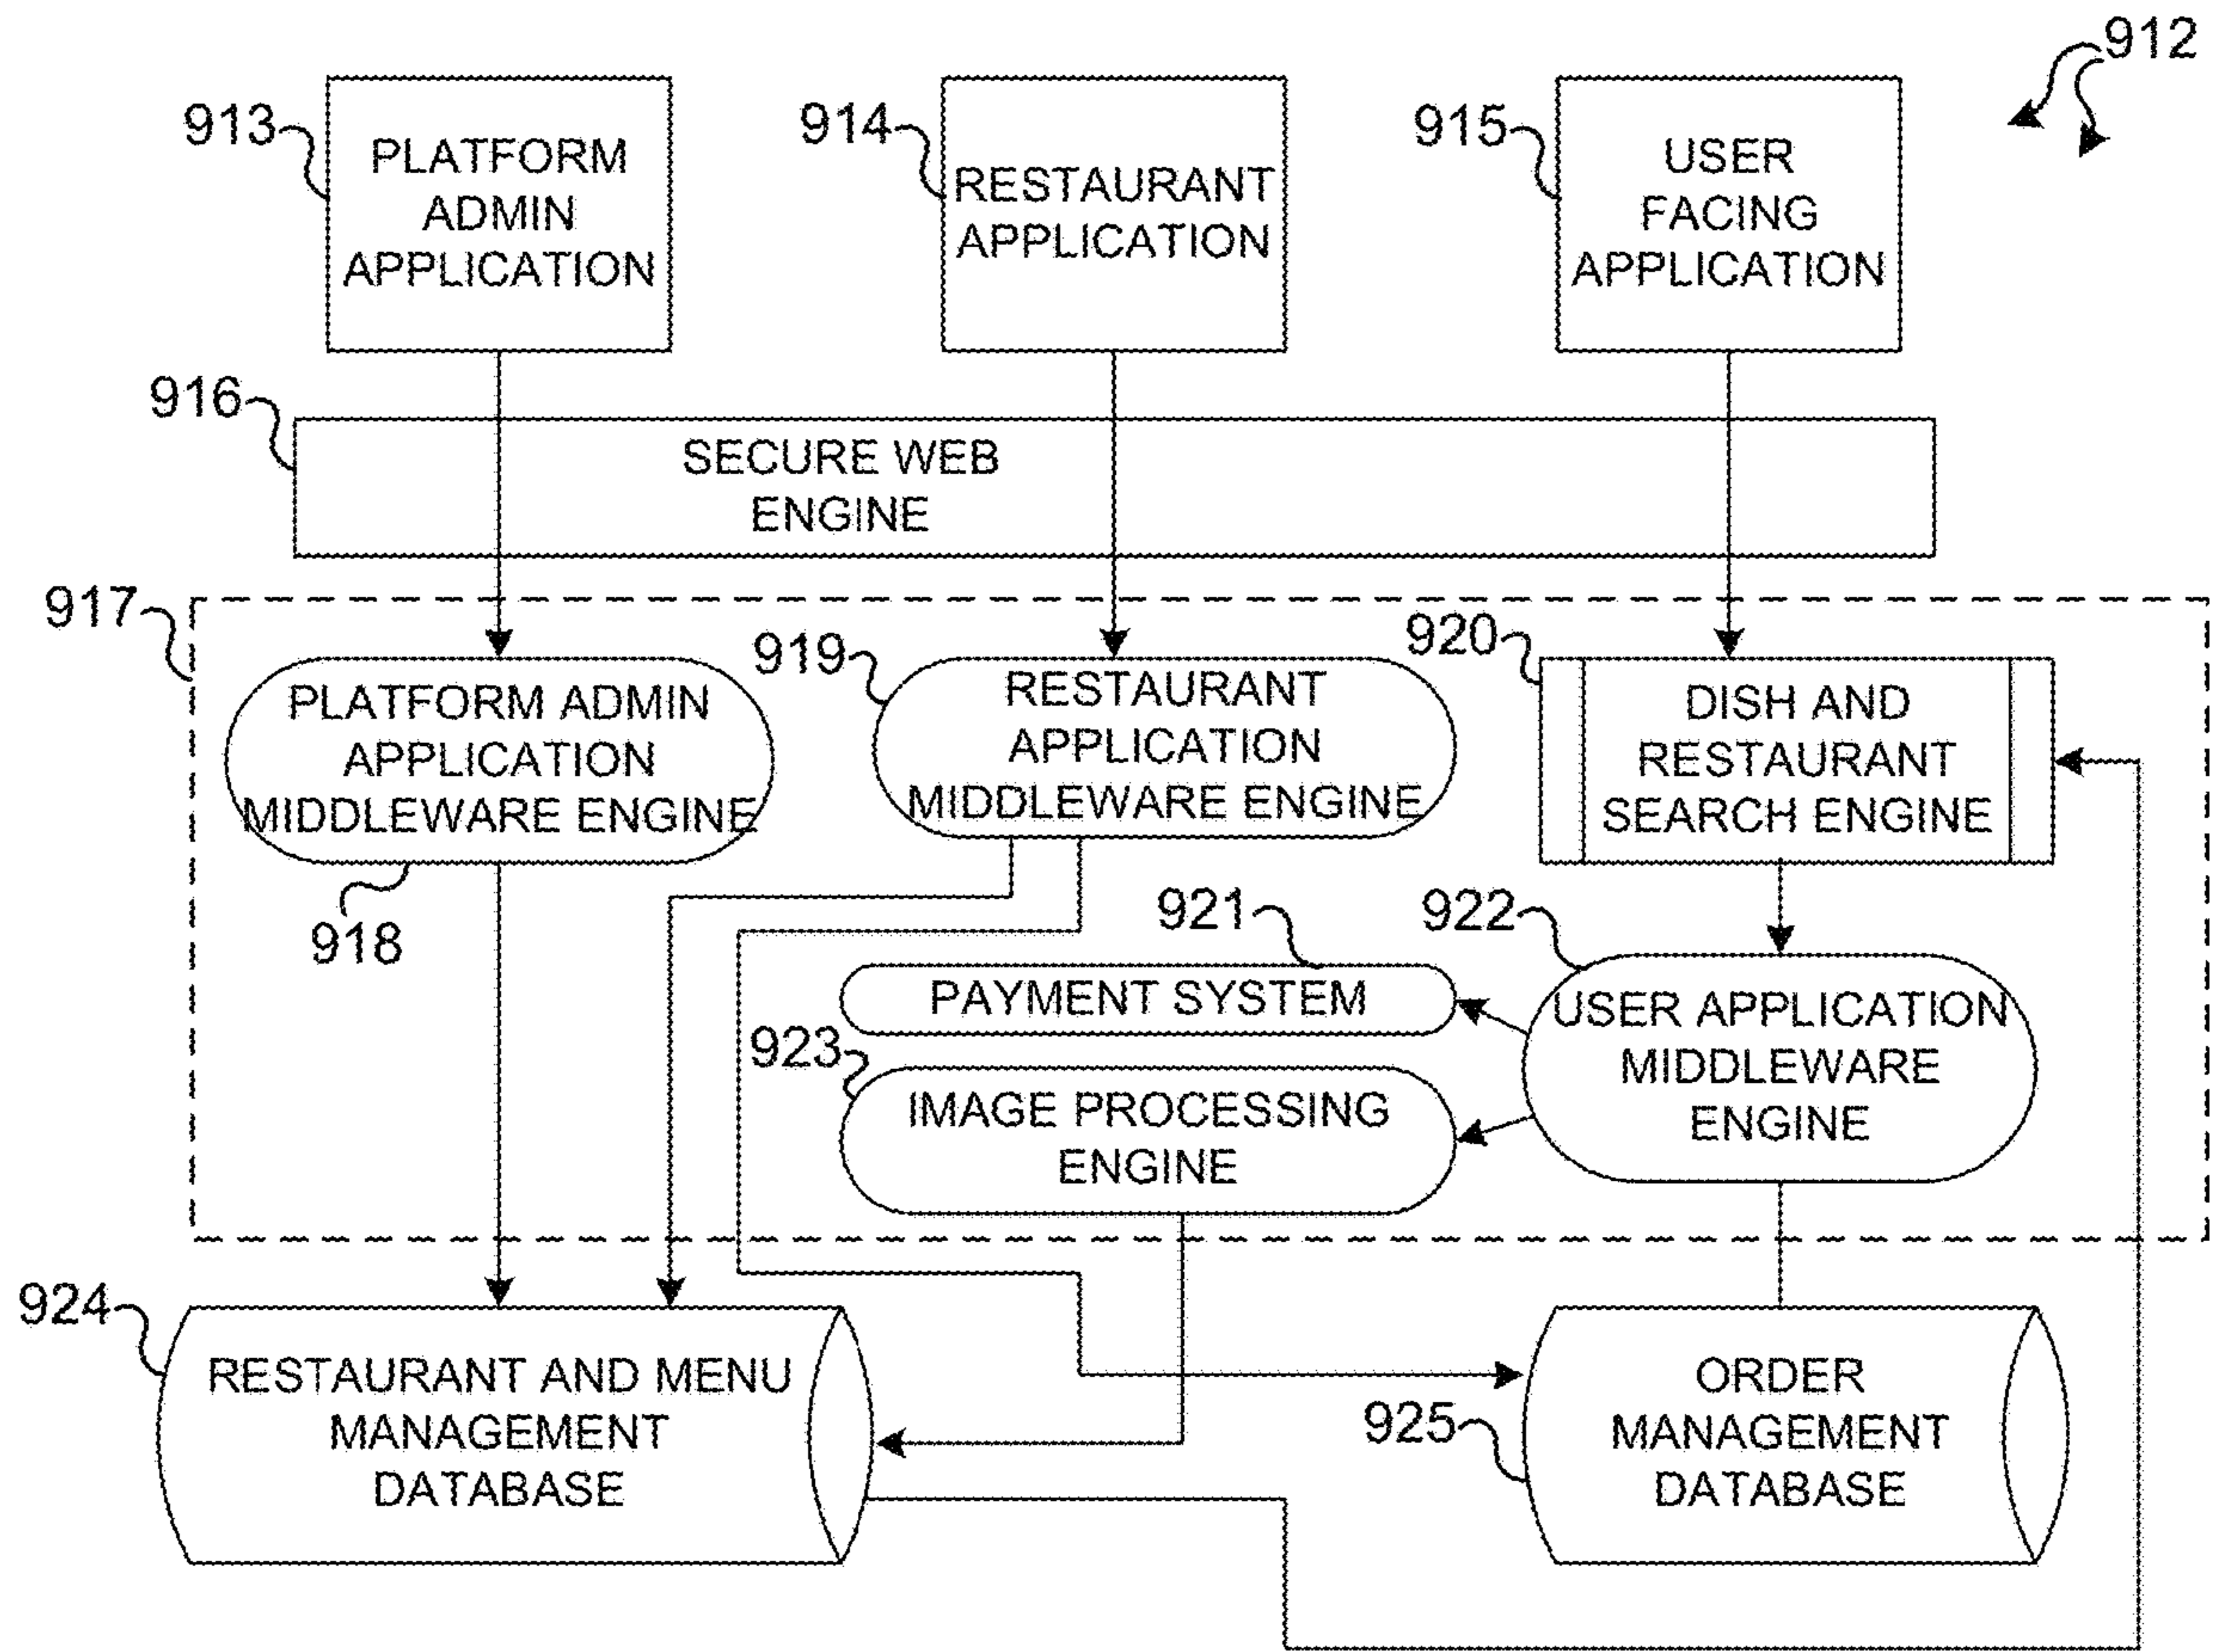 912
913
PLATFORM
ADMIN
APPLICATION
914
RESTAURANT
APPLICATION
915
USER
FACING
APPLICATION
916
SECURE WEB
ENGINE
917
PLATFORM ADMIN
APPLICATION
MIDDLEWARE ENGINE
918
919
RESTAURANT
APPLICATION
MIDDLEWARE ENGINE
920
DISH AND
RESTAURANT
SEARCH ENGINE
921
PAYMENT SYSTEM
922
USER APPLICATION
MIDDLEWARE
ENGINE
923
IMAGE PROCESSING
ENGINE
924
RESTAURANT AND MENU
MANAGEMENT
DATABASE
925
ORDER
MANAGEMENT
DATABASE